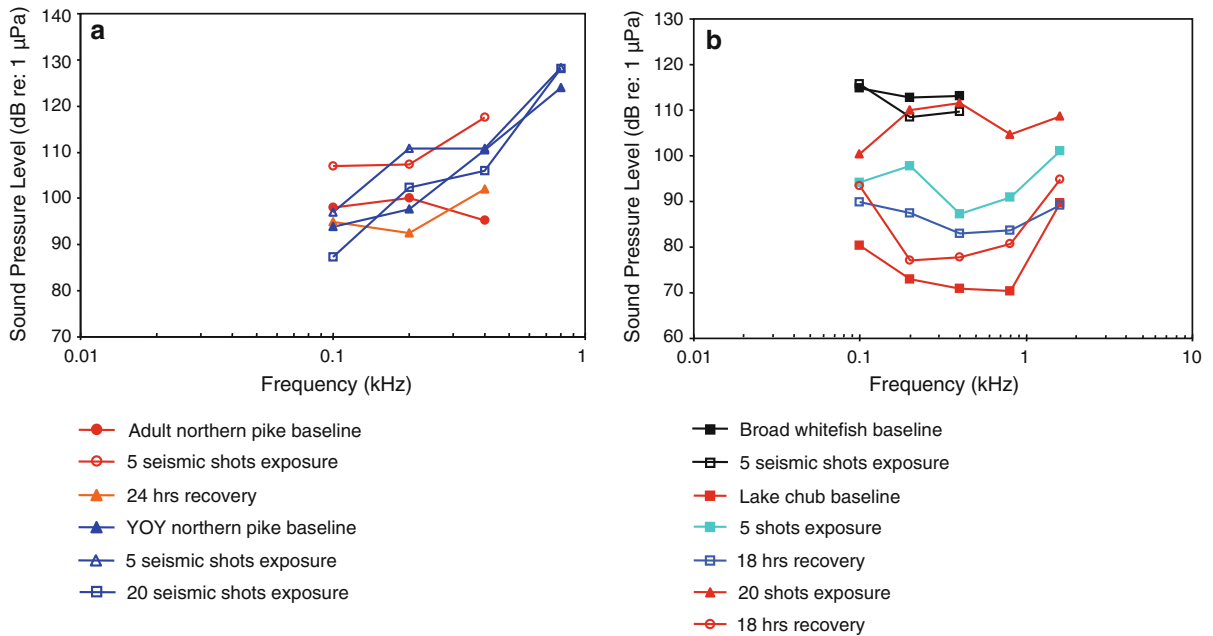 a
Sound Pressure Level (dB re: 1 µPa)
140
130
120
110
100
90
80
70
0.01
0.1
1
Frequency (kHz)
Adult northern pike baseline
5 seismic shots exposure
24 hrs recovery
YOY northern pike baseline
5 seismic shots exposure
20 seismic shots exposure
b
Sound Pressure Level (dB re: 1 µPa)
130
120
110
100
90
80
70
60
0.01
0.1
1
10
Frequency (kHz)
Broad whitefish baseline
5 seismic shots exposure
Lake chub baseline
5 shots exposure
18 hrs recovery
20 shots exposure
18 hrs recovery